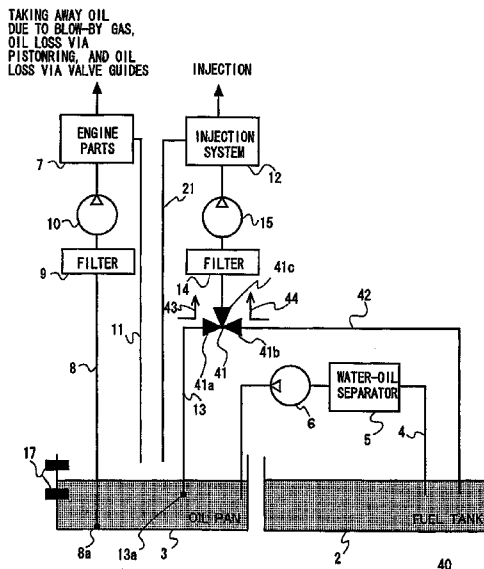 TAKING AWAY OIL
DUE TO BLOW-BY GAS,
OIL LOSS VIA
PISTONRING, AND OIL
LOSS VIA VALVE GUIDES
INJECTION
ENGINE
PARTS
INJECTION
SYSTEM
7
12
21
10
15
FILTER
FILTER
41c
9
14
43
44
42
11
41a
41
41b
8
13
WATER-OIL
SEPARATOR
6
5
4
17
OIL PAN
FUEL TANK
8a
13a
3
2
40